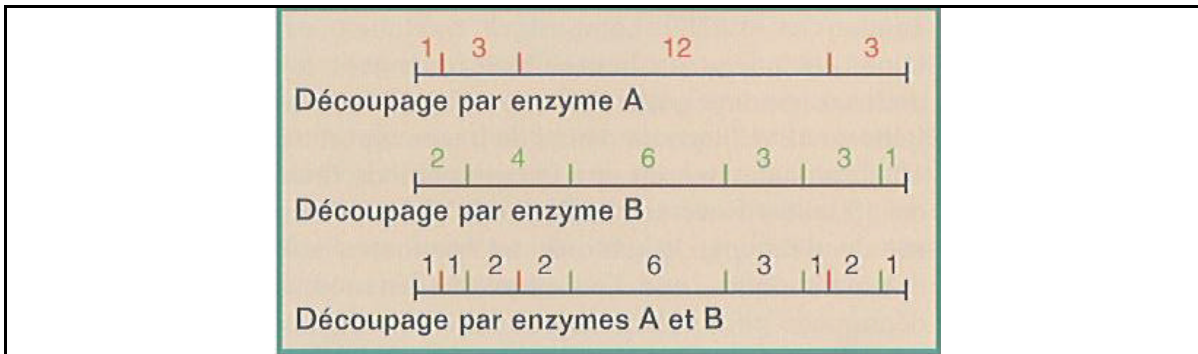 1 3 12 3
Découpage par enzyme A
2 4 6 3 3 1
Découpage par enzyme B
1 1 2 2 6 3 1 2 1
Découpage par enzymes A et B